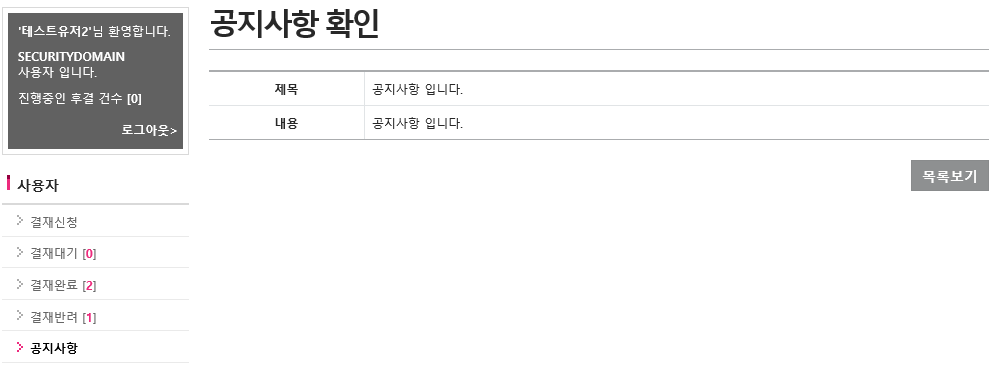 '테스트유저2'님 환영합니다.
SECURITYDOMAIN
사용자 입니다.
진행중인 후결 건수 [0]
로그아웃>
사용자
결재신청
결재대기 [0]
결재완료 [2]
결재반려 [1]
공지사항
공지사항 확인
제목 공지사항 입니다.
내용 공지사항 입니다.
목록보기